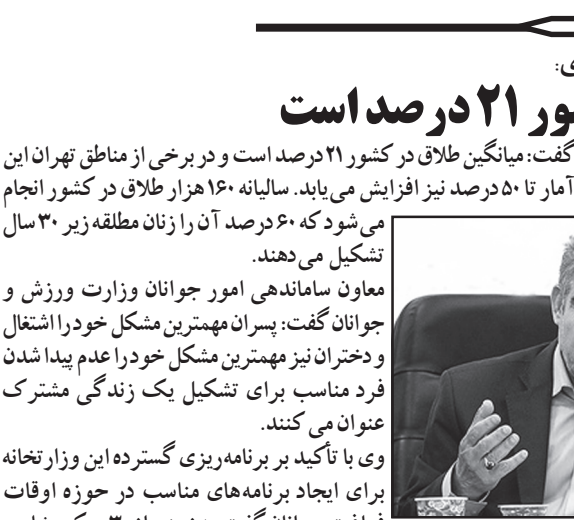 ی:
ور ۲۱ درصد است
گفت: میانگین طلاق در کشور ۲۱درصد است و در برخی از مناطق تهران این
آمار تا ۵۰ درصد نیز افزایش می‌یابد. سالیانه ۱۶۰ هزار طلاق در کشور انجام
می‌شود که ۶۰ درصد آن را زنان مطلقه زیر ۳۰ سال
تشکیل می‌دهند.
معاون ساماندهی امور جوانان وزارت ورزش و
جوانان گفت: پسران مهمترین مشکل خود را اشتغال
و دختران نیز مهمترین مشکل خود را عدم پیدا شدن
فرد مناسب برای تشکیل یک زندگی مشترک
عنوان می کنند.
وی با تأکید بر برنامه‌ریزی گسترده این وزارتخانه
برای ایجاد برنامه‌های مناسب در حوزه اوقات